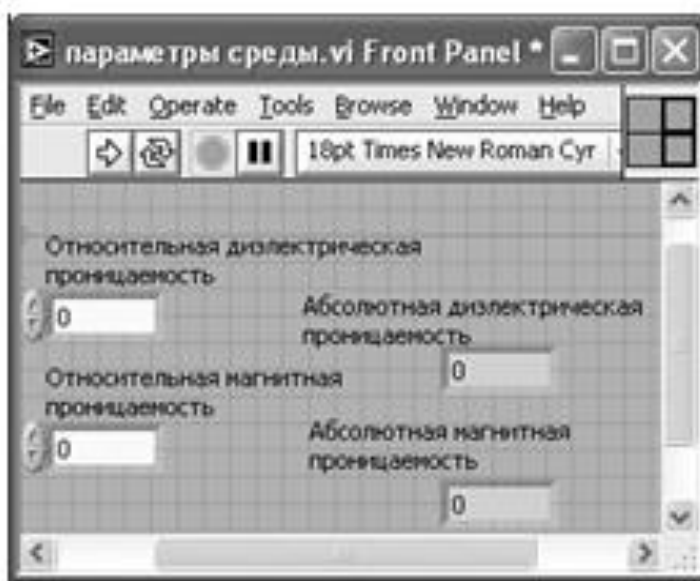 параметры среды.vi Front Panel *
File Edit Operate Tools Browse Window Help
18pt Times New Roman Cyr
Относительная диэлектрическая
проницаемость
0
Абсолютная диэлектрическая
проницаемость
0
Относительная магнитная
проницаемость
0
Абсолютная магнитная
проницаемость
0